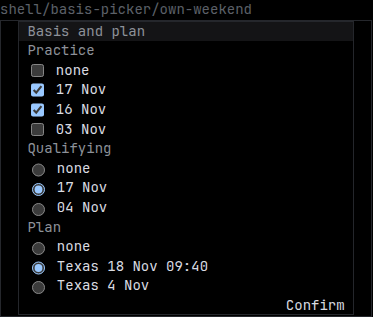 shell/basis-picker/own-weekend
Basis and plan
Practice
none
17 Nov
16 Nov
03 Nov
Qualifying
none
17 Nov
04 Nov
Plan
none
Texas 18 Nov 09:40
Texas 4 Nov
Confirm